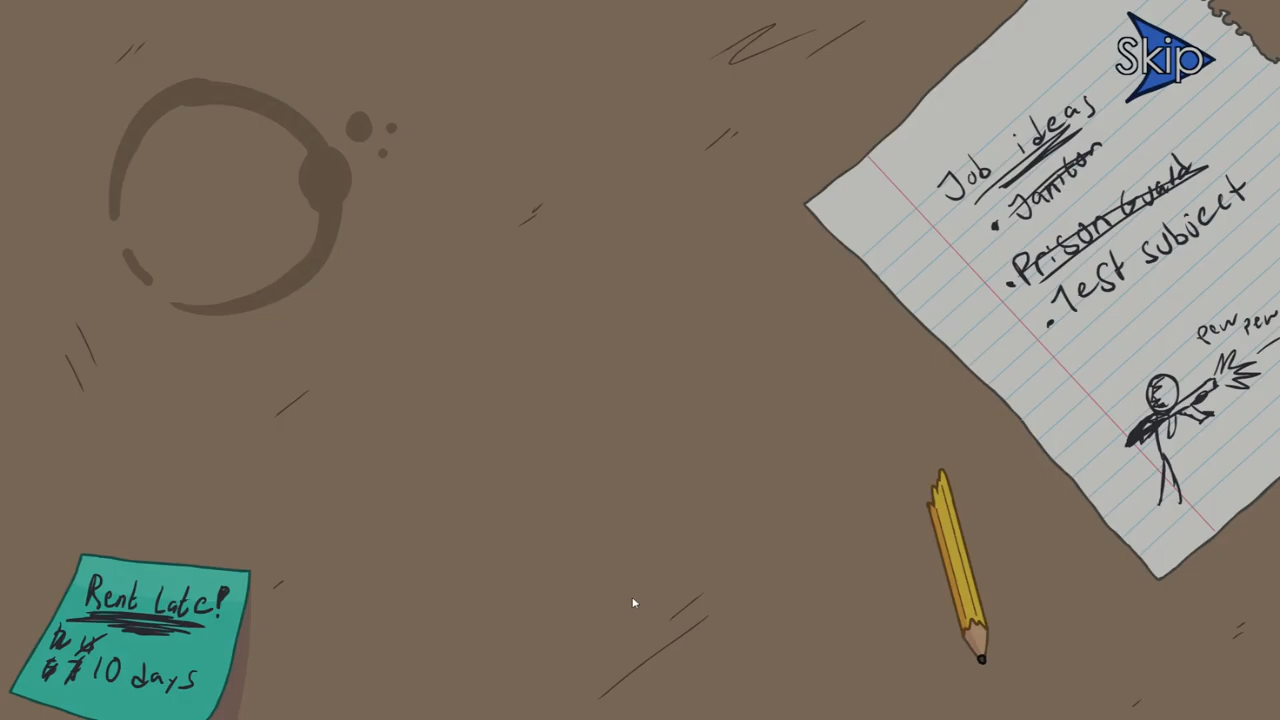 Skip
Job ideas
• Janitor
• Prison Guard
• Test subject
pew pew
Rent Late!
10 days